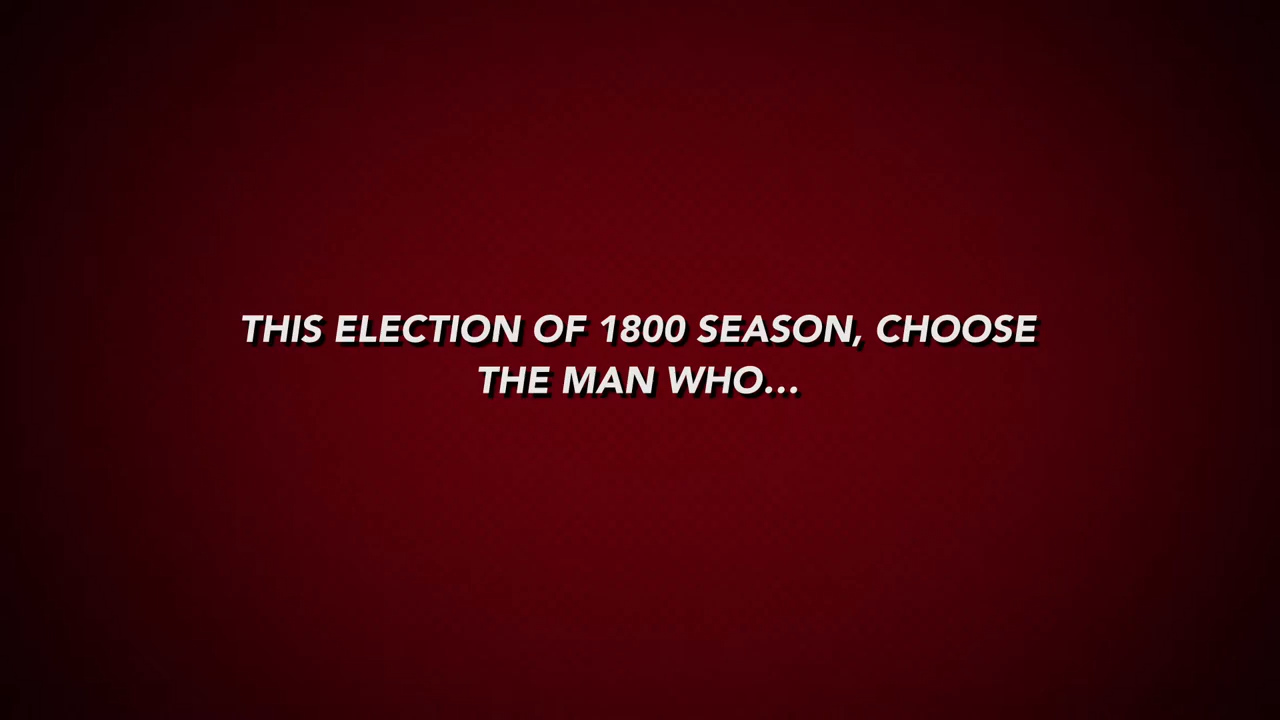 THIS ELECTION OF 1800 SEASON, CHOOSE
THE MAN WHO...